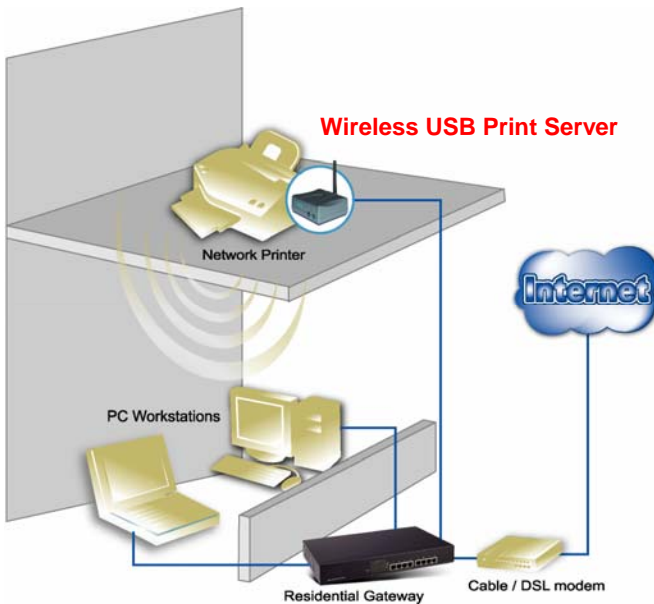 Wireless USB Print Server
Network Printer
Internet
PC Workstations
Residential Gateway
Cable / DSL modem